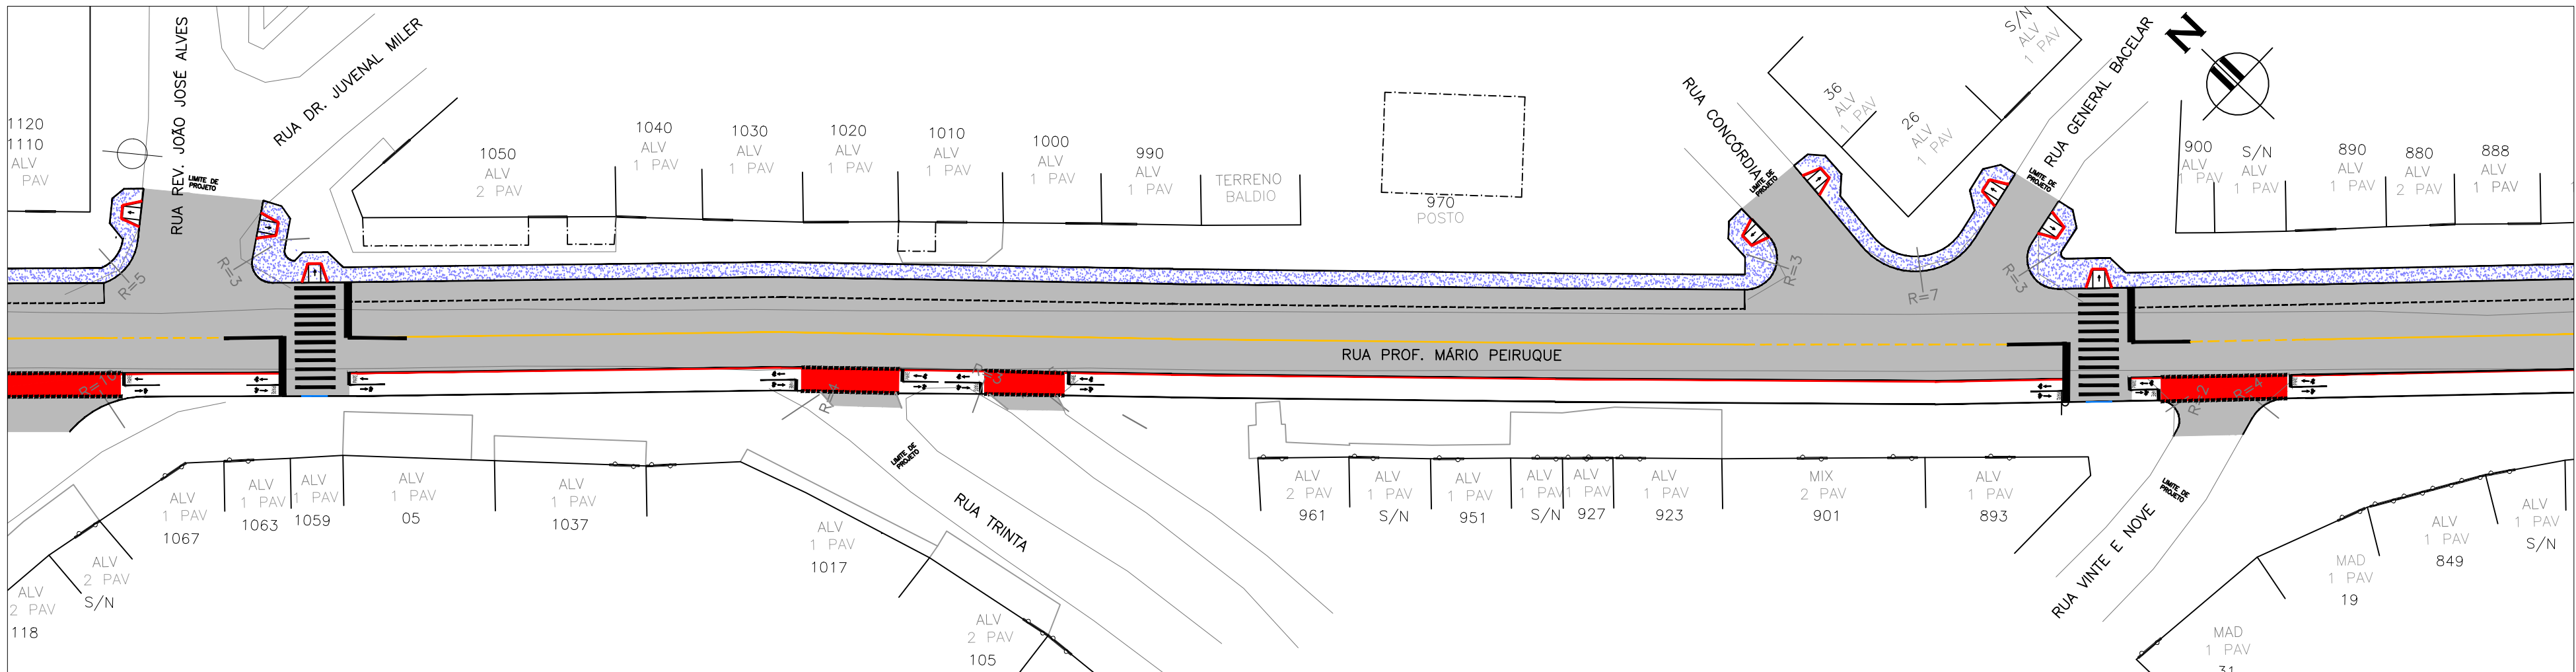 RUA REV. JOÃO JOSÉ ALVES
RUA DR. JUVENAL MILER
LIMITE DE
PROJETO
1120
1110
ALV
PAV
R=5
R=3
1050
ALV
2 PAV
1040
ALV
1 PAV
1030
ALV
1 PAV
1020
ALV
1 PAV
1010
ALV
1 PAV
1000
ALV
1 PAV
990
ALV
1 PAV
TERRENO
BALDIO
970
POSTO
RUA CONCÓRDIA
LIMITE DE
PROJETO
36
ALV
1 PAV
26
ALV
1 PAV
S/N
ALV
1 PAV
RUA GENERAL BACELAR
LIMITE DE
PROJETO
N
R=3
R=7
R=3
900
ALV
1 PAV
S/N
ALV
1 PAV
890
ALV
1 PAV
880
ALV
2 PAV
888
ALV
1 PAV
RUA PROF. MÁRIO PEIRUQUE
R=10
R=4
R=3
R=2
R=4
ALV
2 PAV
118
ALV
2 PAV
S/N
ALV
1 PAV
1067
ALV
1 PAV
1063
ALV
1 PAV
1059
ALV
1 PAV
05
ALV
1 PAV
1037
ALV
1 PAV
1017
LIMITE DE
PROJETO
RUA TRINTA
ALV
2 PAV
105
ALV
2 PAV
961
ALV
1 PAV
S/N
ALV
1 PAV
951
ALV
1 PAV
S/N
ALV
1 PAV
927
ALV
1 PAV
923
MIX
2 PAV
901
ALV
1 PAV
893
RUA VINTE E NOVE
LIMITE DE
PROJETO
MAD
1 PAV
31
MAD
1 PAV
19
ALV
1 PAV
849
ALV
1 PAV
S/N